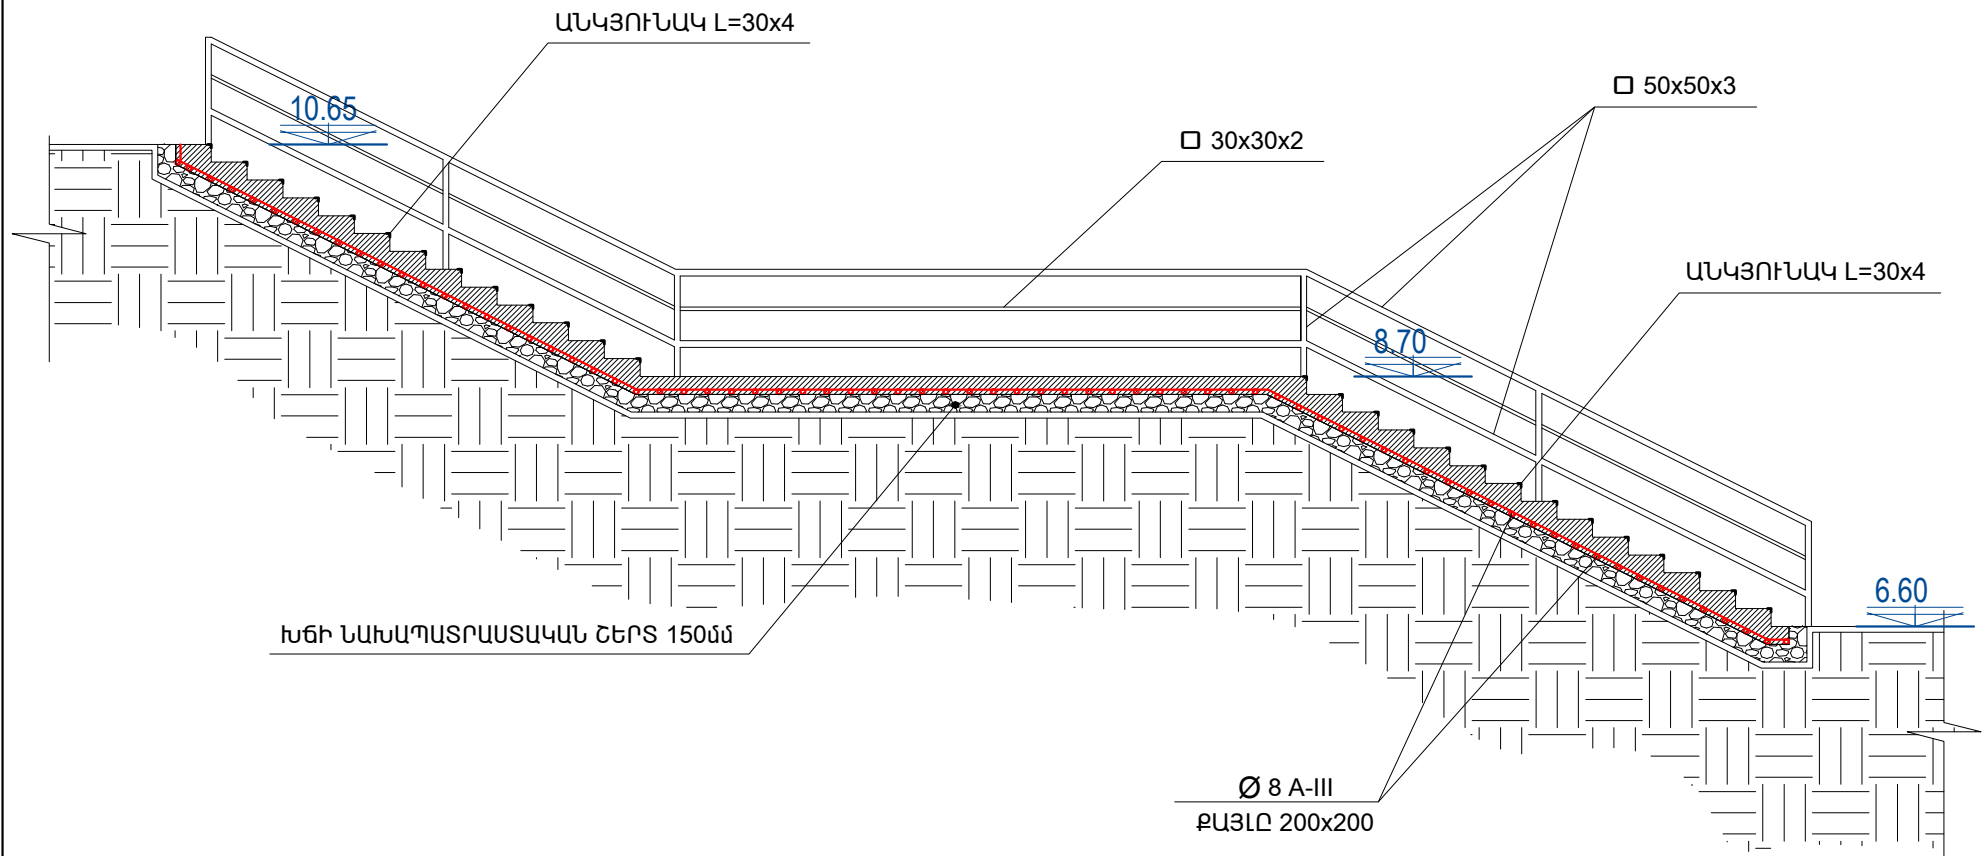 ԱՆԿՅՈՒՆԱԿ L=30x4
10.65
□ 50x50x3
□ 30x30x2
ԱՆԿՅՈՒՆԱԿ L=30x4
8.70
6.60
ԽՃԻ ՆԱԽԱՊԱՏՐԱՍՏԱԿԱՆ ՇԵՐՏ 150մմ
Ø 8 A-III
ՔԱՅԼԸ 200x200